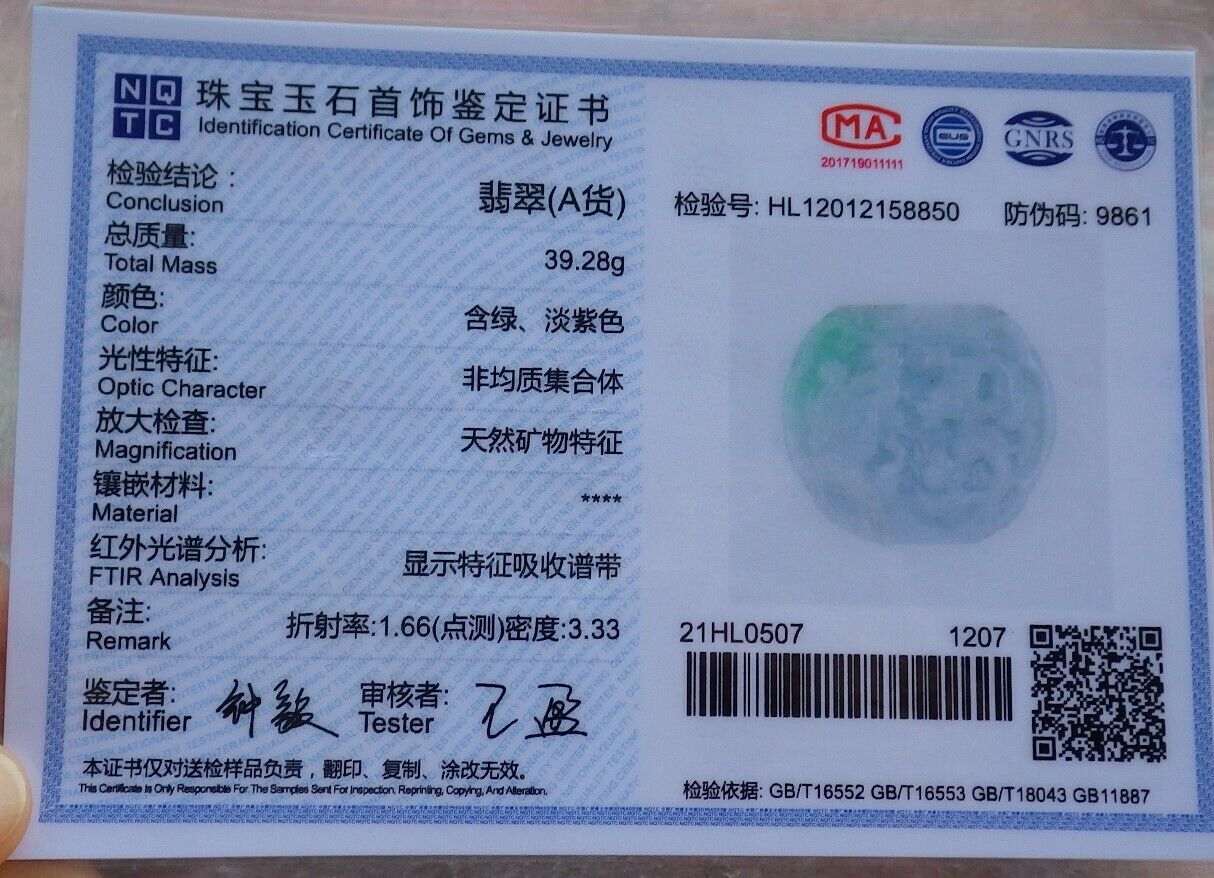 NQ
TC
珠宝玉石首饰鉴定证书
Identification Certificate Of Gems & Jewelry
检验结论:
Conclusion
翡翠(A货)
总质量:
Total Mass
39.28g
颜色:
Color
含绿、淡紫色
光性特征:
Optic Character
非均质集合体
放大检查:
Magnification
天然矿物特征
镶嵌材料:
Material
****
红外光谱分析:
FTIR Analysis
显示特征吸收谱带
备注:
Remark
折射率:1.66(点测)密度:3.33
鉴定者:
Identifier
钟敏
审核者:
Tester
王盈
本证书仅对送检样品负责，翻印、复制、涂改无效。
This Certificate Is Only Responsible For The Samples Sent For Inspection, Reprinting, Copying, And Alteration.
MA
201719011111
GNRS
检验号: HL12012158850
防伪码: 9861
21HL0507
1207
检验依据: GB/T16552 GB/T16553 GB/T18043 GB11887